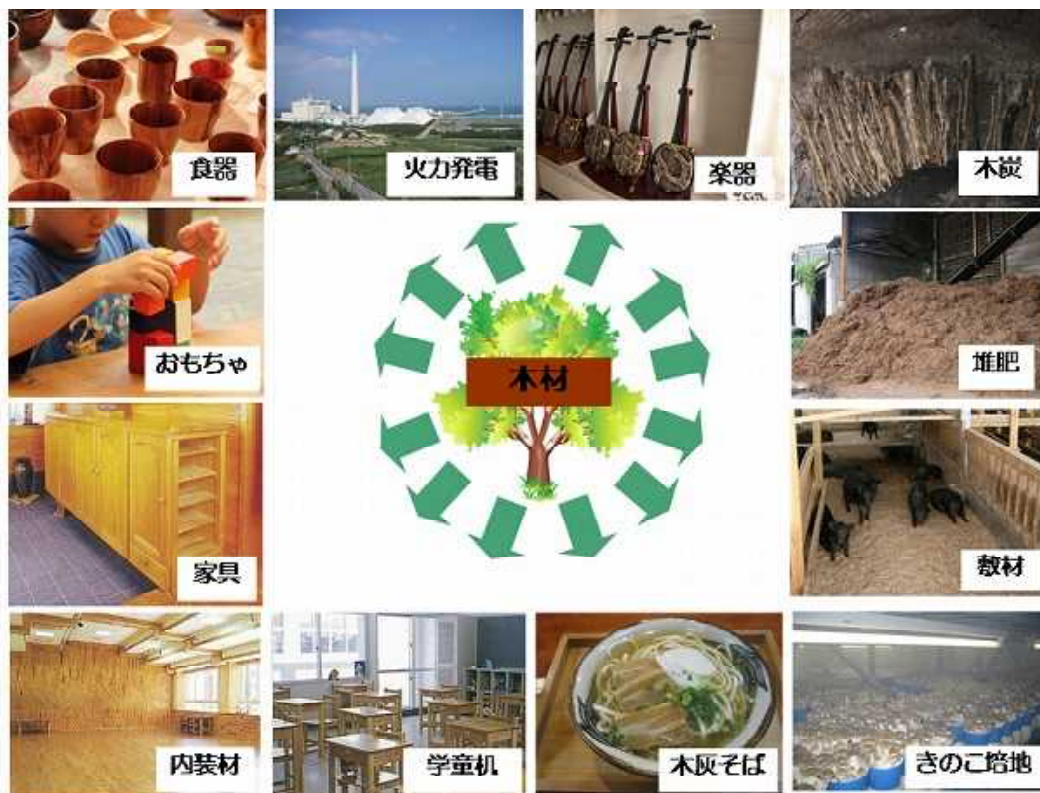 食器
火力発電
楽器
木炭
おもちゃ
木材
堆肥
家具
敷材
内装材
学童机
木灰そば
きのこ培地